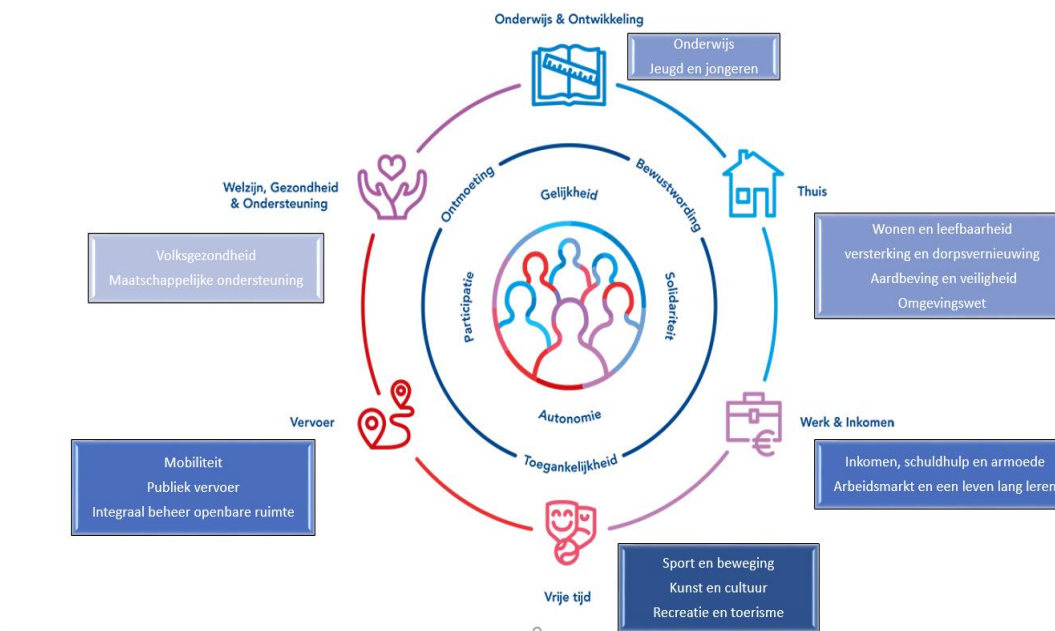 Onderwijs & Ontwikkeling
Onderwijs
Jeugd en jongeren
Welzijn, Gezondheid
& Ondersteuning
Volksgezondheid
Maatschappelijke ondersteuning
Ontmoeting
Bewustwording
Gelijkheid
Participatie
Solidariteit
Autonomie
Toegankelijkheid
Thuis
Wonen en leefbaarheid
versterking en dorpsvernieuwing
Aardbeving en veiligheid
Omgevingswet
Vervoer
Mobiliteit
Publiek vervoer
Integraal beheer openbare ruimte
Werk & Inkomen
Inkomen, schuldhulp en armoede
Arbeidsmarkt en een leven lang leren
Vrije tijd
Sport en beweging
Kunst en cultuur
Recreatie en toerisme